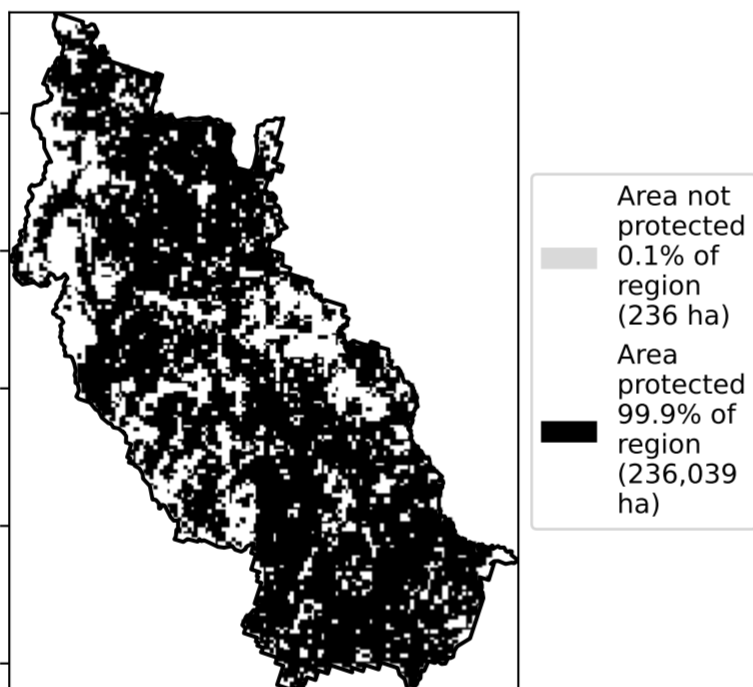 Area not
protected
0.1% of
region
(236 ha)
Area
protected
99.9% of
region
(236,039
ha)